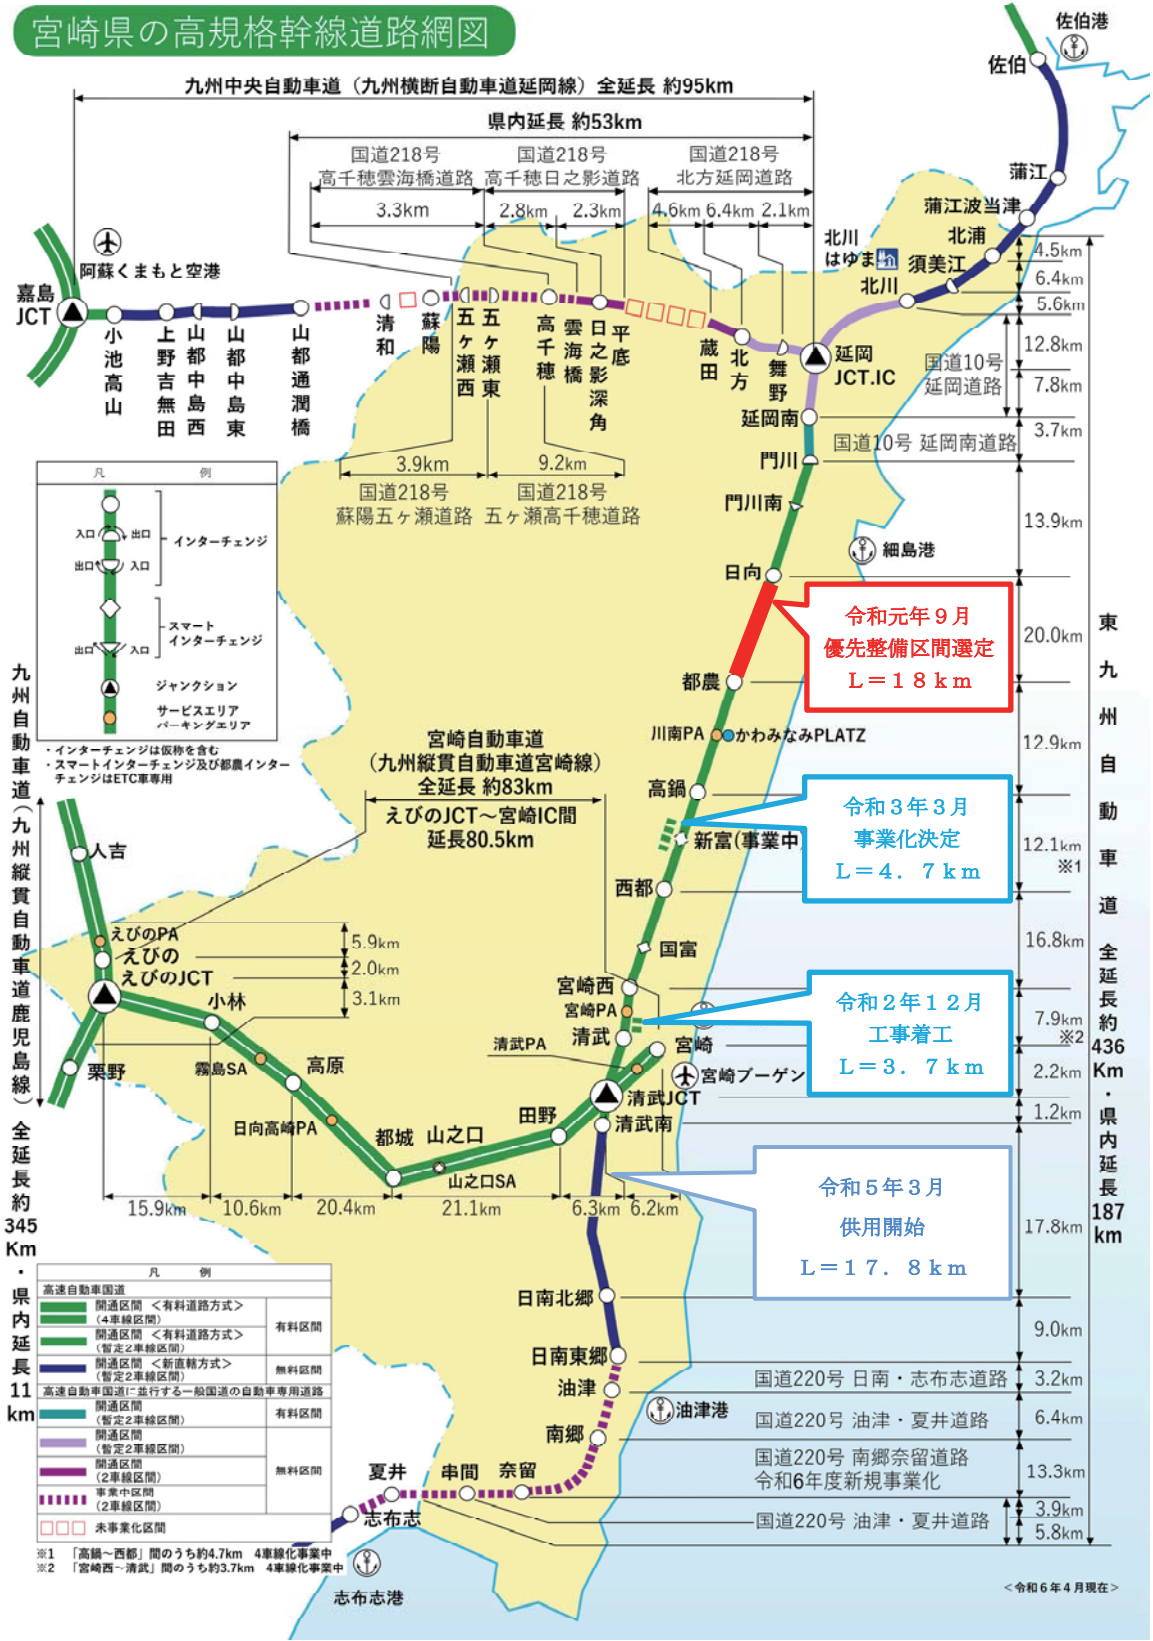 宮崎県の高規格幹線道路網図
佐伯港
佐伯
九州中央自動車道（九州横断自動車道延岡線）全延長 約95km
県内延長 約53km
国道218号
高千穂雲海橋道路
国道218号
高千穂日之影道路
国道218号
北方延岡道路
3.3km
2.8km
2.3km
4.6km
6.4km
2.1km
蒲江
蒲江波当津
北浦
北川
はゆま
須美江
北川
4.5km
6.4km
5.6km
阿蘇くまもと空港
嘉島
JCT
小池高山
上野吉無田
山都中島西
山都中島東
山都通潤橋
清和
蘇陽
五ヶ瀬西
五ヶ瀬東
高千穂
雲海橋
日之影深角
平底
蔵田
北方
舞野
延岡
JCT.IC
国道10号
延岡道路
12.8km
7.8km
延岡南
3.7km
国道10号 延岡南道路
門川
3.9km
国道218号
蘇陽五ヶ瀬道路
9.2km
国道218号
五ヶ瀬高千穂道路
門川南
13.9km
細島港
日向
凡 例
入口
出口
インターチェンジ
出口
入口
スマート
インターチェンジ
出口
入口
ジャンクション
サービスエリア
パーキングエリア
・インターチェンジは仮称を含む
・スマートインターチェンジ及び都農インター
チェンジはETC車専用
令和元年９月
優先整備区間選定
Ｌ＝１８ｋｍ
20.0km
都農
川南PA
かわみなみPLATZ
12.9km
宮崎自動車道
（九州縦貫自動車道宮崎線）
全延長 約83km
えびのJCT～宮崎IC間
延長80.5km
高鍋
令和３年３月
事業化決定
Ｌ＝４．７ｋｍ
新富(事業中)
12.1km
※1
西都
16.8km
国富
東九州自動車道 全延長約436Km・県内延長187km
九州自動車道（九州縦貫自動車道鹿児島線）全延長約345Km・県内延長11km
人吉
えびのPA
えびの
えびのJCT
5.9km
2.0km
3.1km
宮崎西
宮崎PA
清武
令和２年１２月
工事着工
Ｌ＝３．７ｋｍ
7.9km
※2
小林
栗野
霧島SA
高原
清武PA
宮崎
宮崎ブーゲン
2.2km
清武JCT
1.2km
日向高崎PA
都城
山之口
田野
清武南
山之口SA
15.9km
10.6km
20.4km
21.1km
6.3km
6.2km
令和５年３月
供用開始
Ｌ＝１７．８ｋｍ
17.8km
凡 例
高速自動車国道
開通区間 ＜有料道路方式＞
（4車線区間）
開通区間 ＜有料道路方式＞
（暫定2車線区間）
有料区間
開通区間 ＜新直轄方式＞
（暫定2車線区間）
無料区間
高速自動車国道に並行する一般国道の自動車専用道路
開通区間
（暫定2車線区間）
有料区間
開通区間
（暫定2車線区間）
開通区間
（2車線区間）
無料区間
事業中区間
（2車線区間）
未事業化区間
※1 「高鍋～西都」間のうち約4.7km 4車線化事業中
※2 「宮崎西～清武」間のうち約3.7km 4車線化事業中
日南北郷
9.0km
日南東郷
国道220号 日南・志布志道路
3.2km
油津
油津港
国道220号 油津・夏井道路
6.4km
南郷
国道220号 南郷奈留道路
令和6年度新規事業化
13.3km
夏井
串間
奈留
志布志
国道220号 油津・夏井道路
3.9km
5.8km
志布志港
＜令和６年４月現在＞